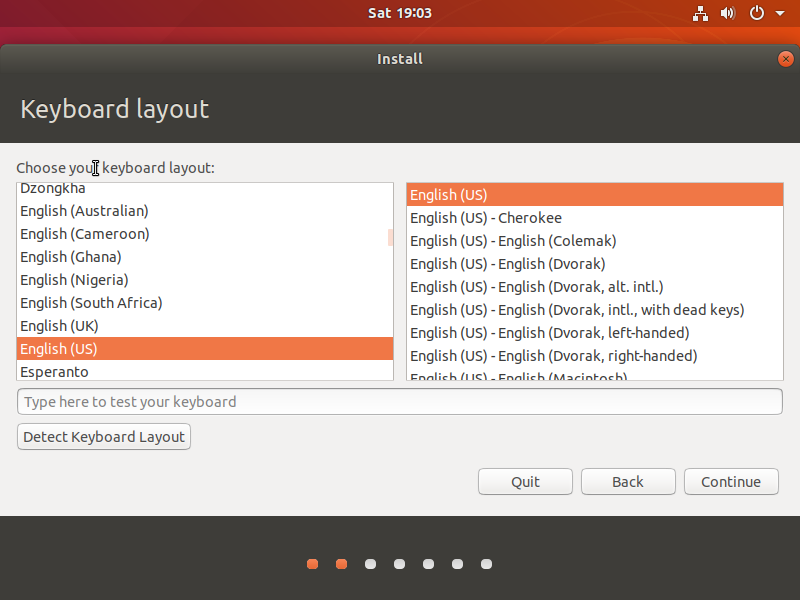 Sat 19:03
Install
Keyboard layout
Choose your keyboard layout:
Dzongkha
English (Australian)
English (Cameroon)
English (Ghana)
English (Nigeria)
English (South Africa)
English (UK)
English (US)
Esperanto
English (US)
English (US) - Cherokee
English (US) - English (Colemak)
English (US) - English (Dvorak)
English (US) - English (Dvorak, alt. intl.)
English (US) - English (Dvorak, intl., with dead keys)
English (US) - English (Dvorak, left-handed)
English (US) - English (Dvorak, right-handed)
English (US) - English (Macintosh)
Type here to test your keyboard
Detect Keyboard Layout
Quit
Back
Continue